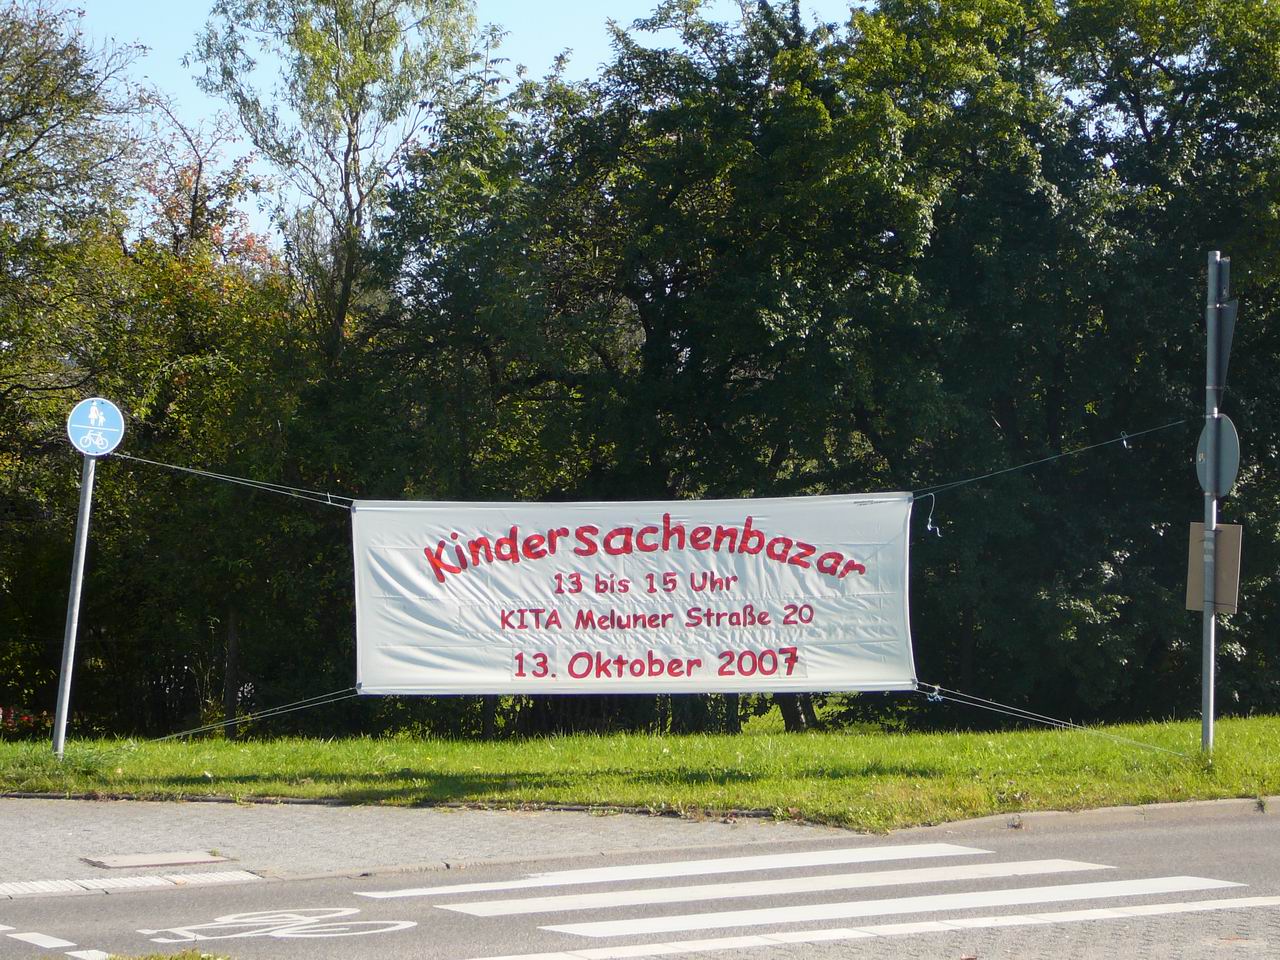 Kindersachenbazar
13 bis 15 Uhr
KITA Meluner Straße 20
13. Oktober 2007